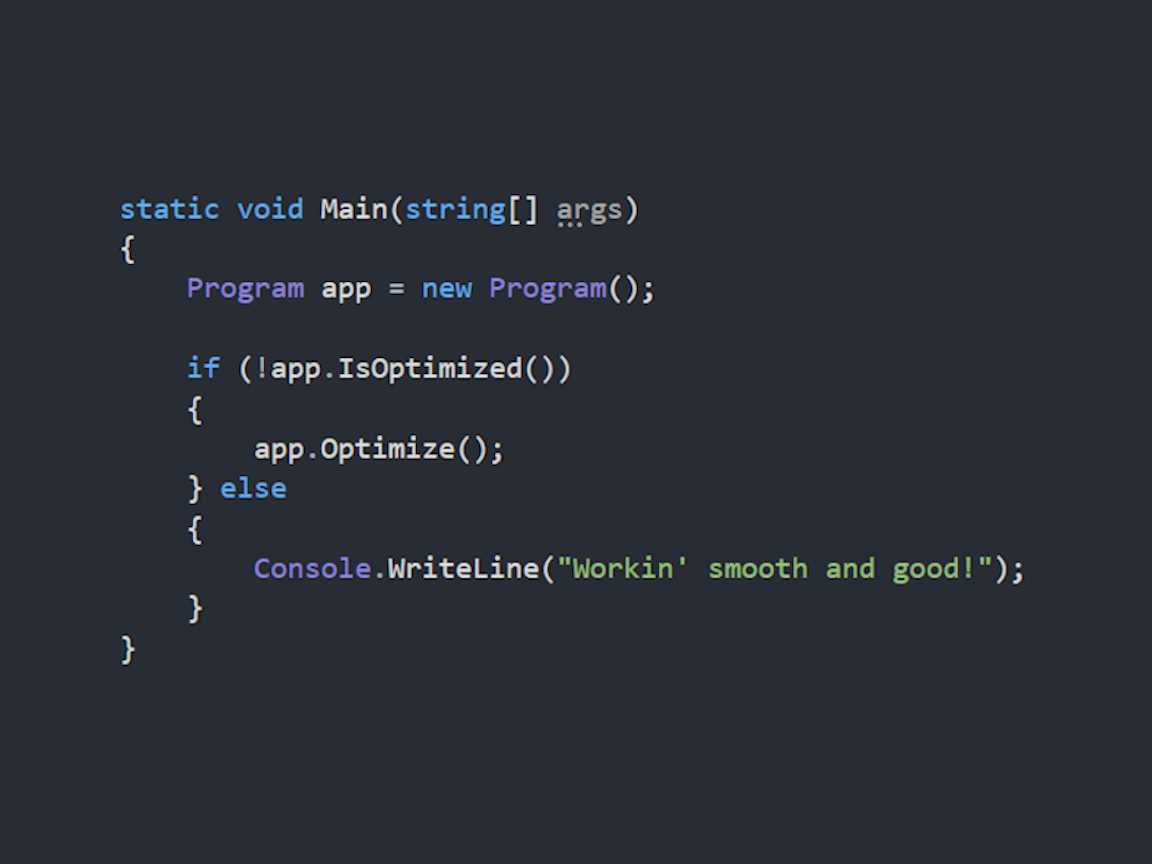 static void Main(string[] args)
{
    Program app = new Program();

    if (!app.IsOptimized())
    {
        app.Optimize();
    } else
    {
        Console.WriteLine("Workin' smooth and good!");
    }
}